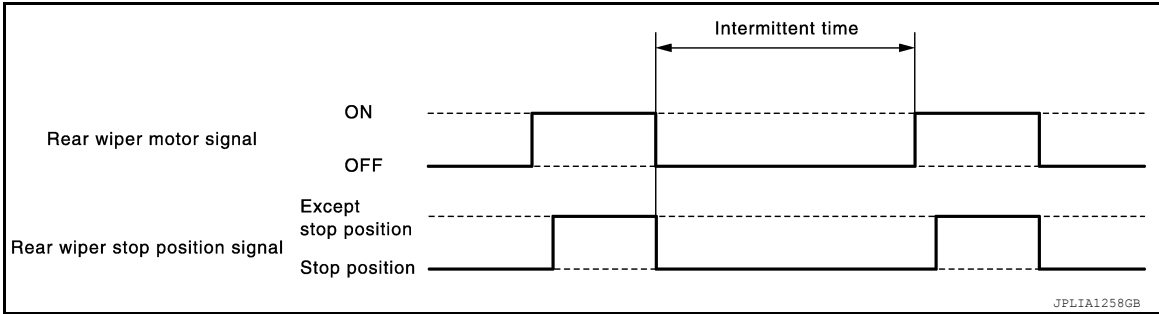 Intermittent time
ON
Rear wiper motor signal
OFF
Except
stop position
Rear wiper stop position signal
Stop position
JPLIA1258GB